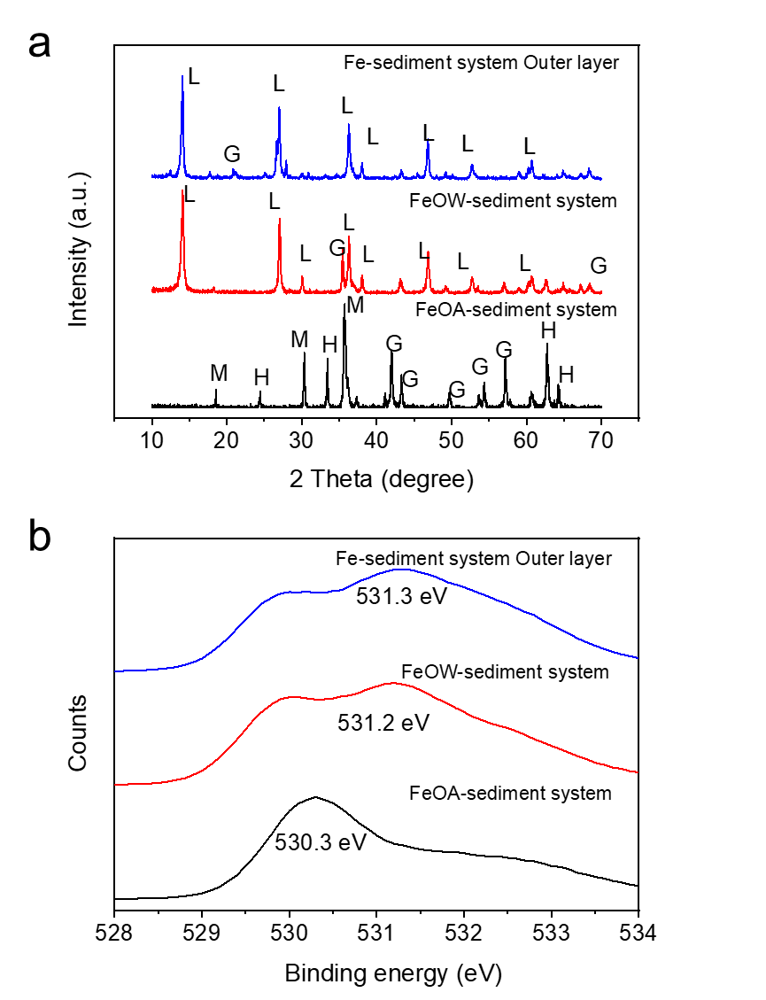 a
Fe-sediment system Outer layer
L
L
L
L
L
L
L
G
FeOW-sediment system
L
L
L
L
G
L
L
L
L
G
FeOA-sediment system
M
M
H
H
M
H
G
G
G
G
G
H
Intensity (a.u.)
10 20 30 40 50 60 70
2 Theta (degree)
b
Fe-sediment system Outer layer
531.3 eV
FeOW-sediment system
531.2 eV
FeOA-sediment system
530.3 eV
Counts
528 529 530 531 532 533 534
Binding energy (eV)